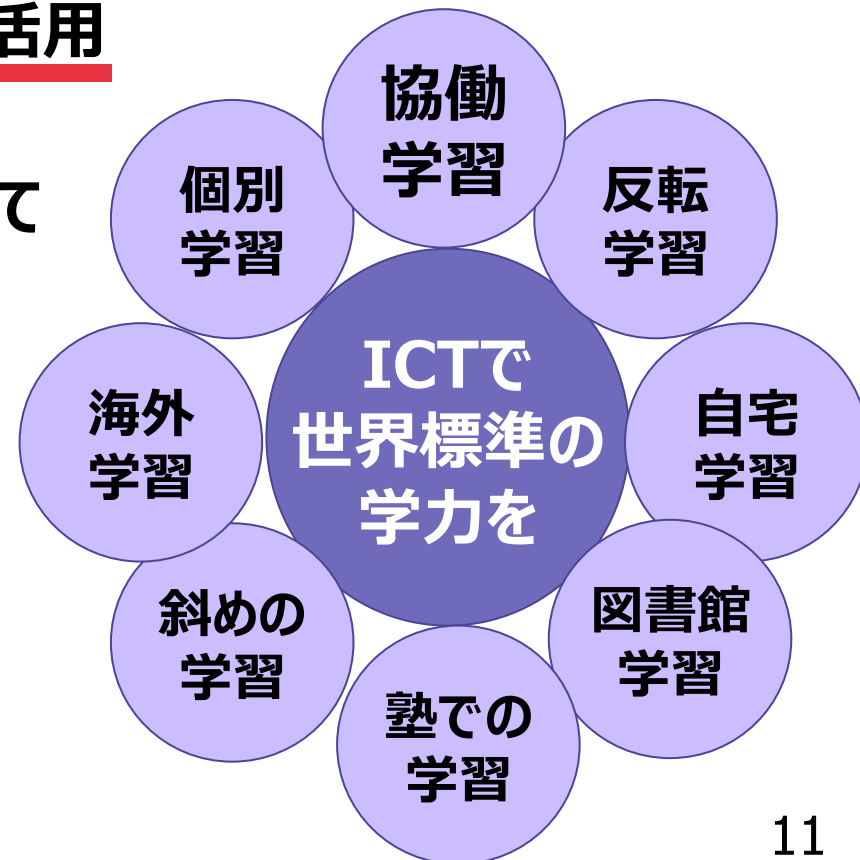 活用
て
協働
学習
反転
学習
自宅
学習
図書館
学習
塾での
学習
斜めの
学習
海外
学習
個別
学習
ICTで
世界標準の
学力を
11